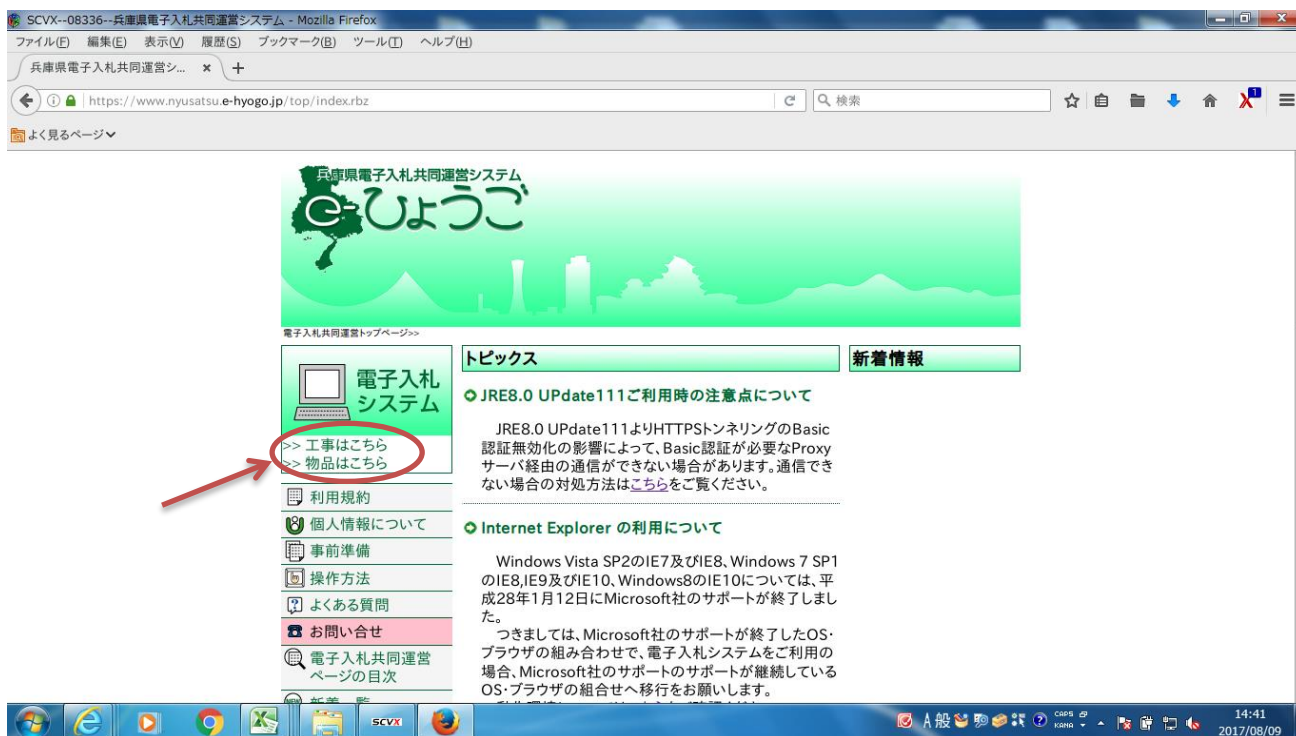 SCVX--08336--兵庫県電子入札共同運営システム - Mozilla Firefox
ファイル(F) 編集(E) 表示(V) 履歴(S) ブックマーク(B) ツール(T) ヘルプ(H)
兵庫県電子入札共同運営シ... × +
https://www.nyusatsu.e-hyogo.jp/top/index.rbz
検索
1
よく見るページ
兵庫県電子入札共同運営システム
e-ひょうご
電子入札共同運営トップページ>>
電子入札
システム
>> 工事はこちら
>> 物品はこちら
利用規約
個人情報について
事前準備
操作方法
よくある質問
お問い合せ
電子入札共同運営
ページの目次
トピックス
JRE8.0 UPdate111ご利用時の注意点について
JRE8.0 UPdate111よりHTTPSトンネリングのBasic
認証無効化の影響によって、Basic認証が必要なProxy
サーバ経由の通信ができない場合があります。通信でき
ない場合の対処方法はこちらをご覧ください。
Internet Explorer の利用について
Windows Vista SP2のIE7及びIE8、Windows 7 SP1
のIE8,IE9及びIE10、Windows8のIE10については、平
成28年1月12日にMicrosoft社のサポートが終了しまし
た。
つきましては、Microsoft社のサポートが終了したOS・
ブラウザの組み合わせで、電子入札システムをご利用の
場合、Microsoft社のサポートのサポートが継続している
OS・ブラウザの組合せへ移行をお願いします。
新着情報
SCVX
A 般
CAPS
KANA
14:41
2017/08/09